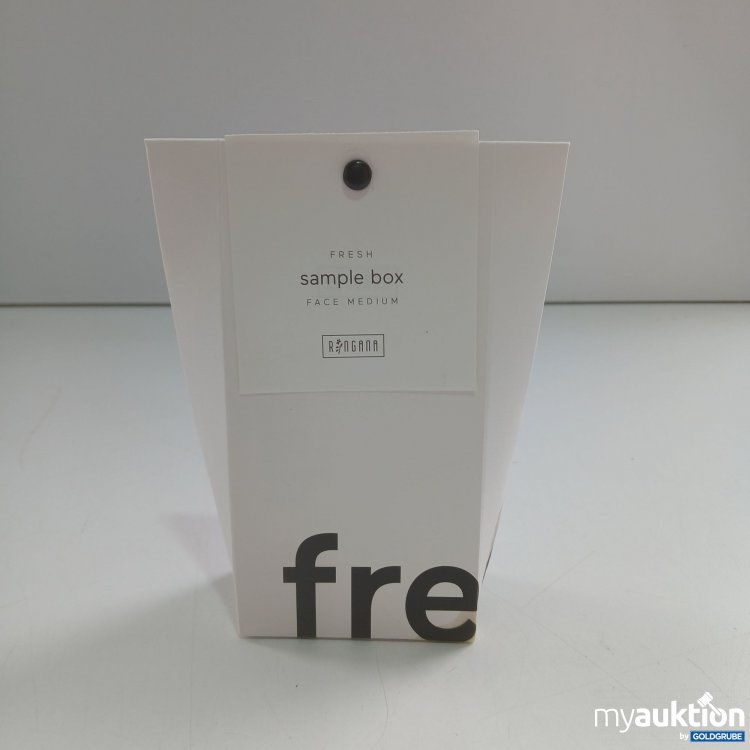 FRESH
sample box
FACE MEDIUM
RINGANA
fre
myauktion
by GOLDGRUBE